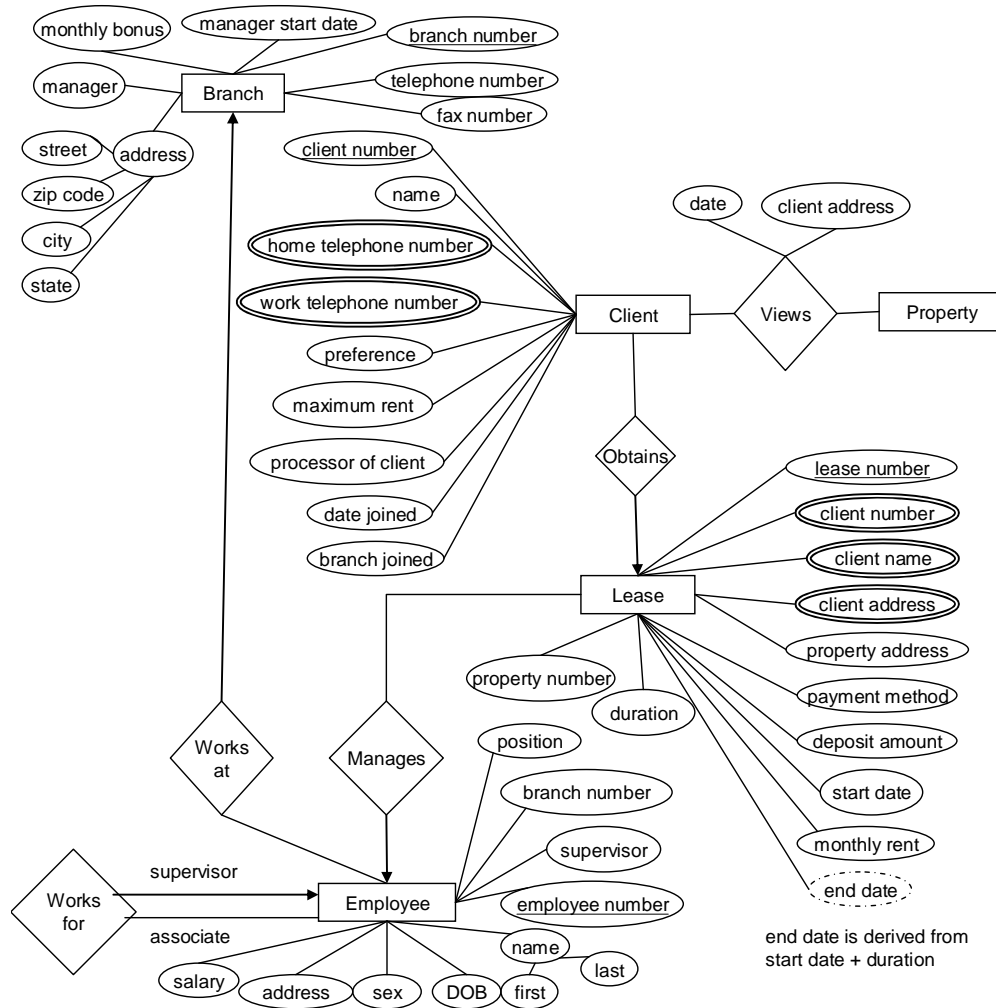 monthly bonus
manager start date
branch number
manager
Branch
telephone number
fax number
street
address
zip code
city
state
client number
name
home telephone number
work telephone number
preference
maximum rent
processor of client
date joined
branch joined
Client
date
client address
Views
Property
Obtains
lease number
client number
client name
client address
Lease
property address
property number
duration
payment method
deposit amount
start date
monthly rent
end date
end date is derived from
start date + duration
Works
at
Manages
position
branch number
supervisor
employee number
supervisor
Works
for
associate
Employee
salary
address
sex
DOB
name
first
last